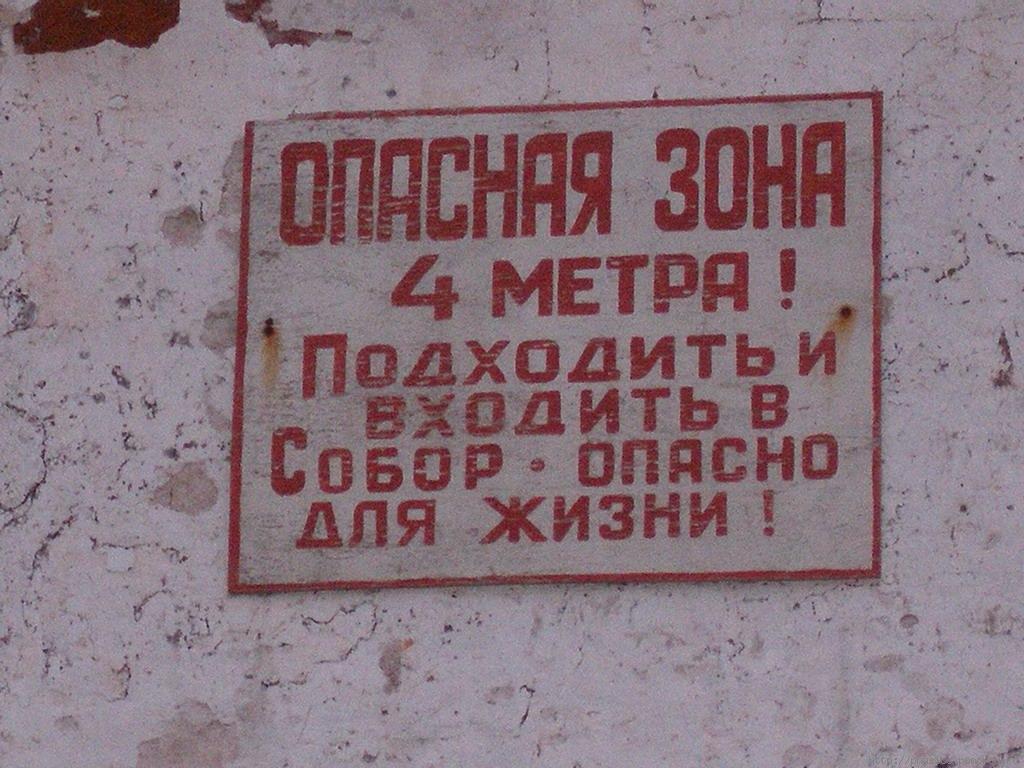 ОПАСНАЯ ЗОНА
4 МЕТРА !
Подходить и
входить в
Собор · опасно
для жизни !